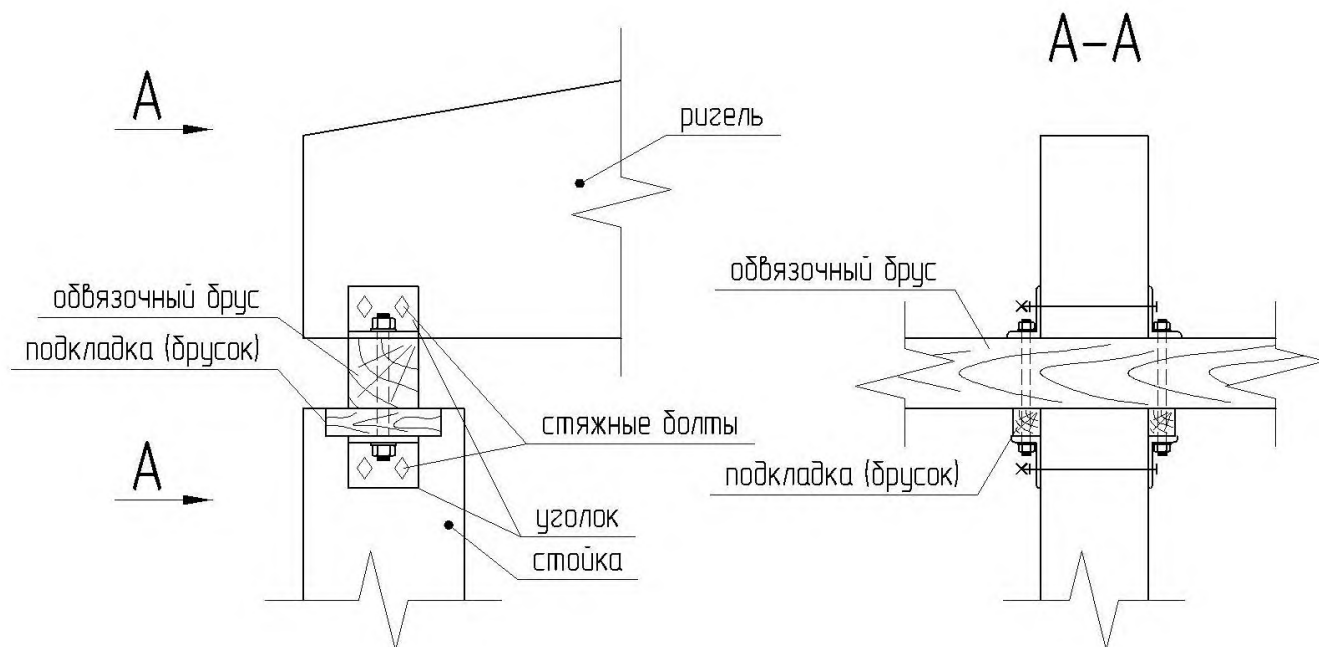 А
А-А
ригель
обвязочный брус
обвязочный брус
подкладка (брусок)
стяжные болты
А
подкладка (брусок)
уголок
стойка